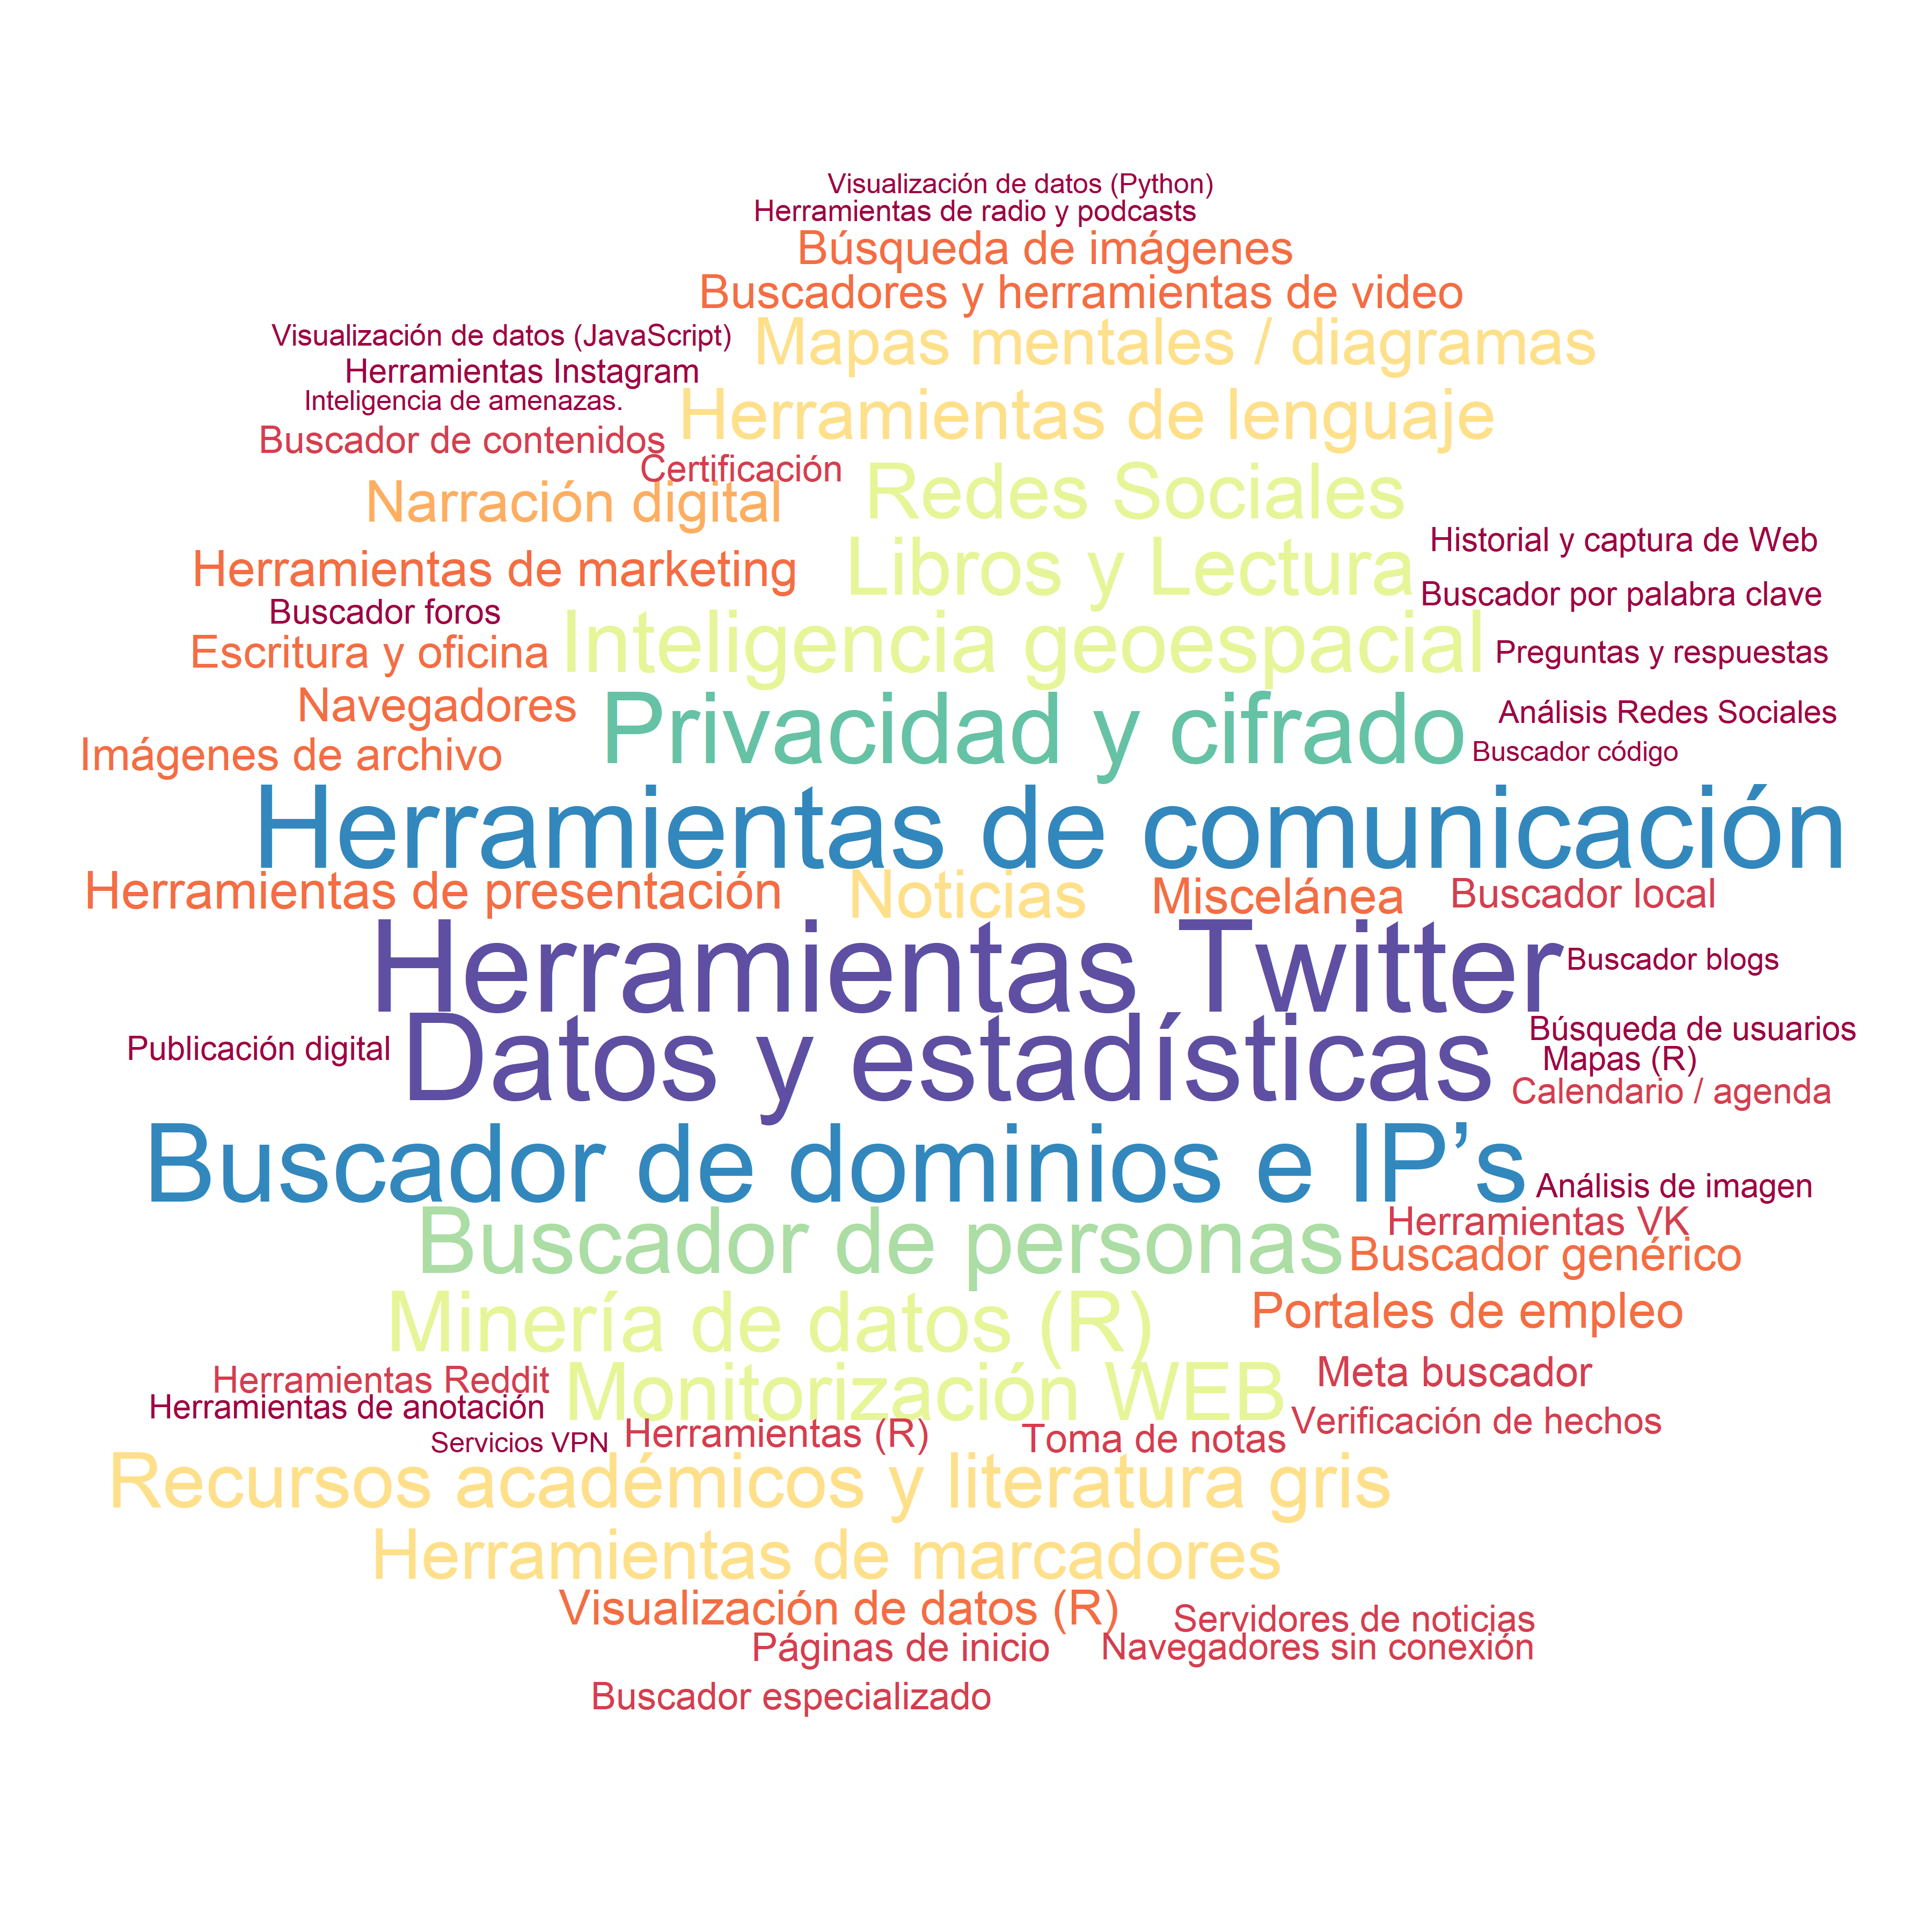 Visualización de datos (Python)
Herramientas de radio y podcasts
Búsqueda de imágenes
Buscadores y herramientas de video
Visualización de datos (JavaScript)
Mapas mentales / diagramas
Herramientas Instagram
Inteligencia de amenazas.
Herramientas de lenguaje
Buscador de contenidos
Certificación
Narración digital
Redes Sociales
Historial y captura de Web
Herramientas de marketing
Libros y Lectura
Buscador por palabra clave
Buscador foros
Escritura y oficina
Inteligencia geoespacial
Preguntas y respuestas
Navegadores
Privacidad y cifrado
Análisis Redes Sociales
Imágenes de archivo
Buscador código
Herramientas de comunicación
Herramientas de presentación
Noticias
Miscelánea
Buscador local
Herramientas Twitter
Buscador blogs
Búsqueda de usuarios
Publicación digital
Datos y estadísticas
Mapas (R)
Calendario / agenda
Buscador de dominios e IP’s
Análisis de imagen
Herramientas VK
Buscador de personas
Buscador genérico
Minería de datos (R)
Portales de empleo
Herramientas Reddit
Monitorización WEB
Meta buscador
Herramientas de anotación
Verificación de hechos
Servicios VPN
Herramientas (R)
Toma de notas
Recursos académicos y literatura gris
Herramientas de marcadores
Visualización de datos (R)
Servidores de noticias
Páginas de inicio
Navegadores sin conexión
Buscador especializado